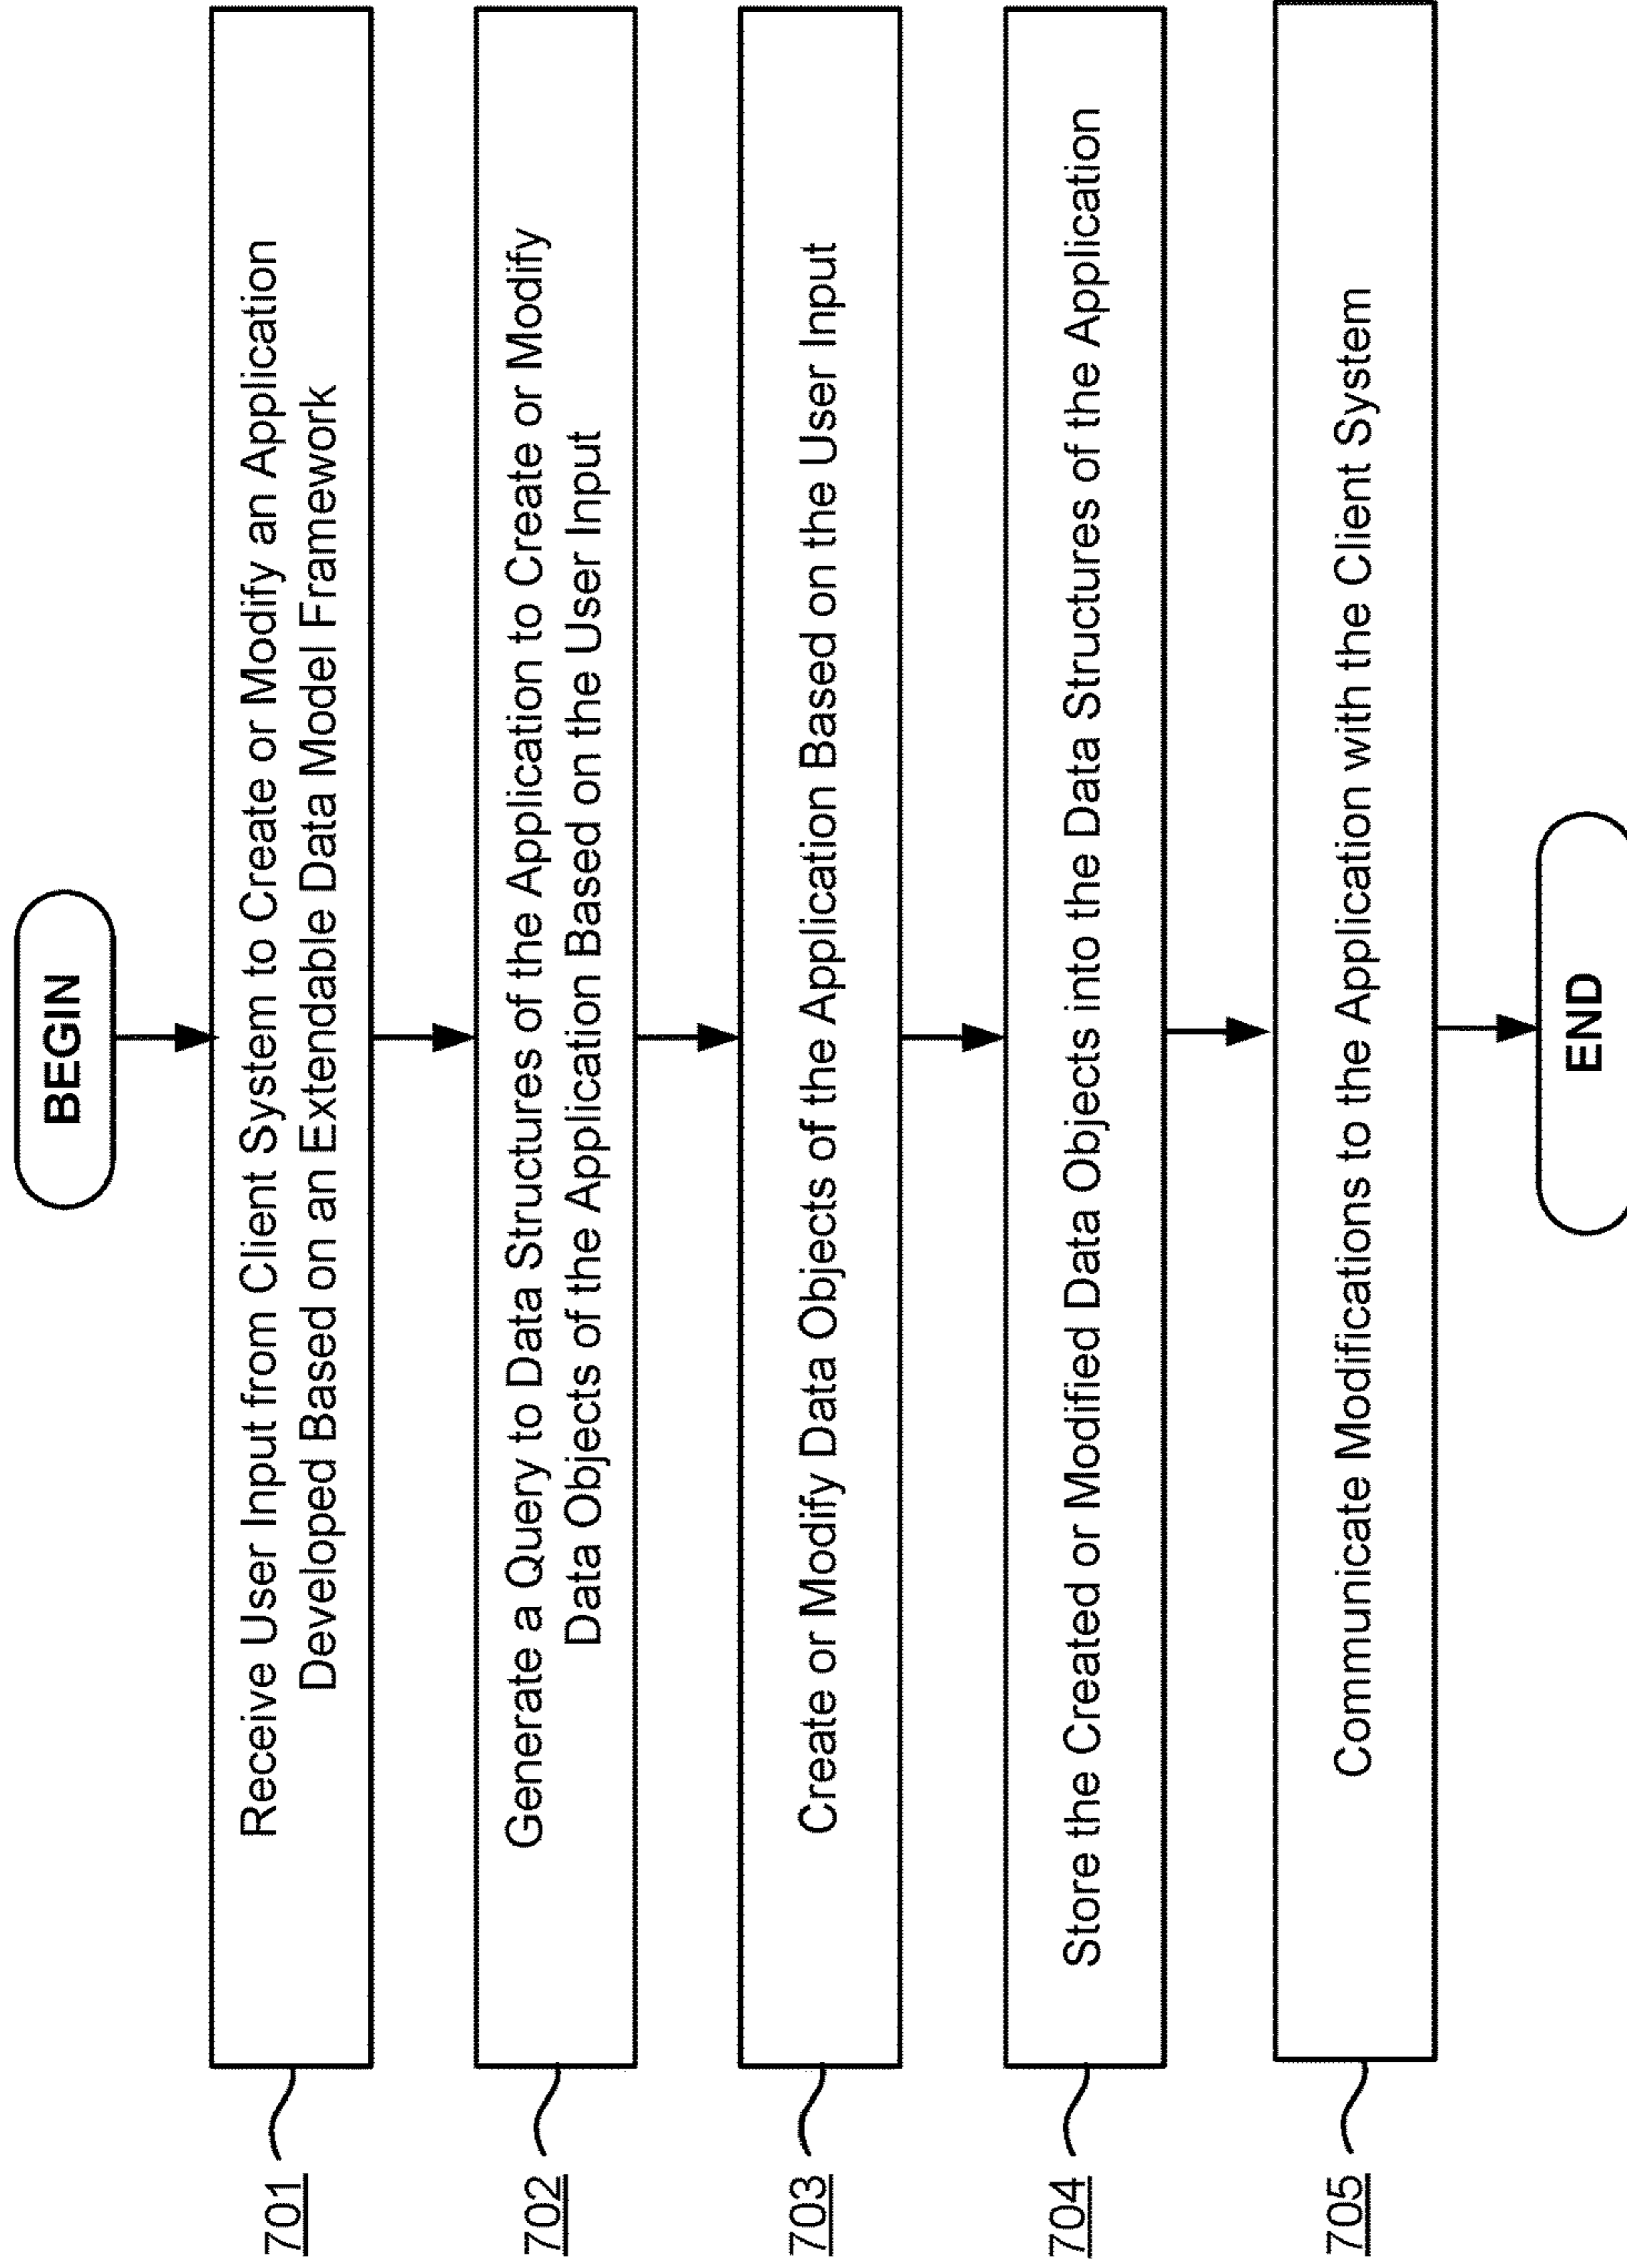 BEGIN
701
Receive User Input from Client System to Create or Modify an Application
Developed Based on an Extendable Data Model Framework
702
Generate a Query to Data Structures of the Application to Create or Modify
Data Objects of the Application Based on the User Input
703
Create or Modify Data Objects of the Application Based on the User Input
704
Store the Created or Modified Data Objects into the Data Structures of the Application
705
Communicate Modifications to the Application with the Client System
END